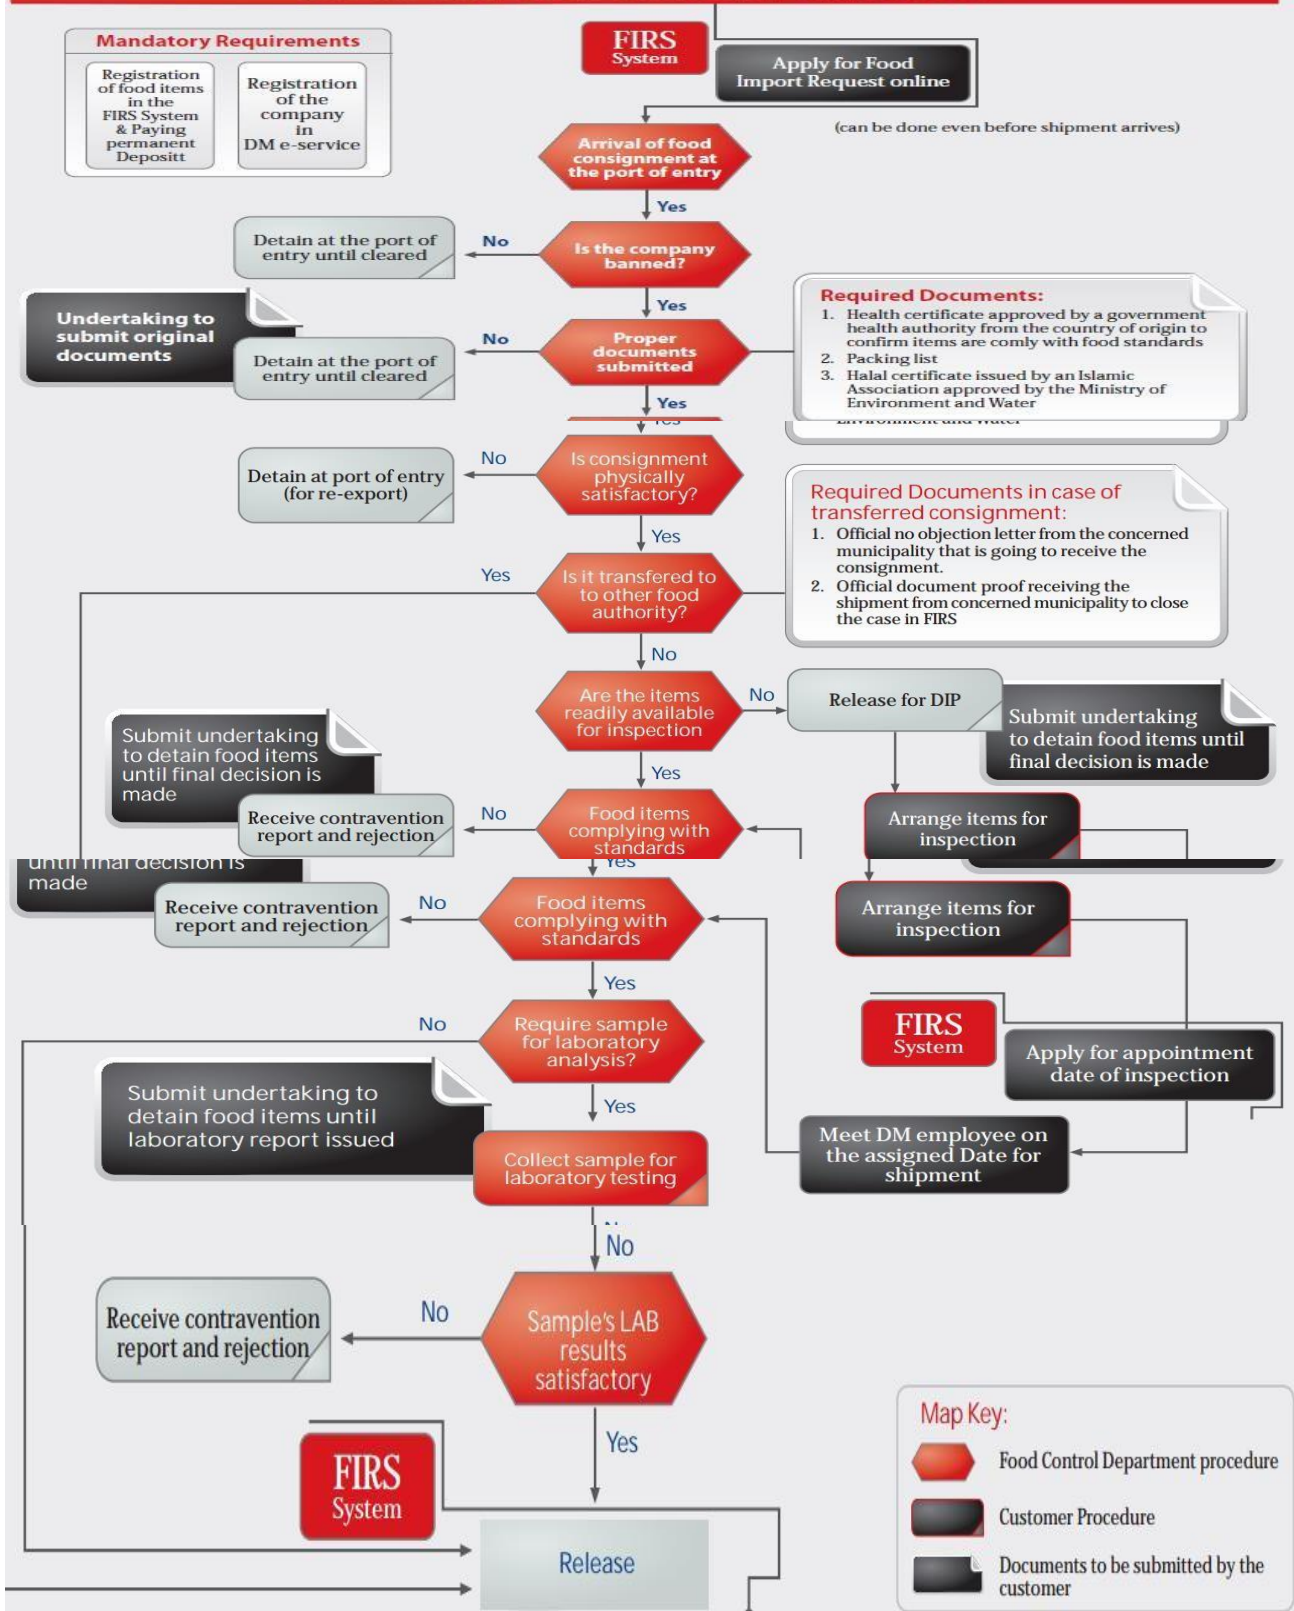 Mandatory Requirements
Registration
of food items
in the
FIRS System
& Paying
permanent
Depositt
Registration
of the
company
in
DM e-service
FIRS
System
Apply for Food
Import Request online
(can be done even before shipment arrives)
Arrival of food
consignment at
the port of entry
Yes
Is the company
banned?
No
Detain at the port of
entry until cleared
Yes
Undertaking to
submit original
documents
Detain at the port of
entry until cleared
No
Proper
documents
submitted
Yes
Required Documents:
1. Health certificate approved by a government
health authority from the country of origin to
confirm items are comly with food standards
2. Packing list
3. Halal certificate issued by an Islamic
Association approved by the Ministry of
Environment and Water
Environment and Water
Yes
Detain at port of entry
(for re-export)
No
Is consignment
physically
satisfactory?
Yes
Required Documents in case of
transferred consignment:
1. Official no objection letter from the concerned
municipality that is going to receive the
consignment.
2. Official document proof receiving the
shipment from concerned municipality to close
the case in FIRS
Yes
Is it transfered to
to other food
authority?
No
Are the items
readily available
for inspection
No
Release for DIP
Submit undertaking
to detain food items until
final decision is made
Yes
Submit undertaking
to detain food items
until final decision is
made
Receive contravention
report and rejection
No
Food items
complying with
standards
Arrange items for
inspection
until final decision is
made
Yes
Receive contravention
report and rejection
No
Food items
complying with
standards
Arrange items for
inspection
Yes
No
Require sample
for laboratory
analysis?
FIRS
System
Apply for appointment
date of inspection
Yes
Submit undertaking to
detain food items until
laboratory report issued
Collect sample for
laboratory testing
Meet DM employee on
the assigned Date for
shipment
No
Receive contravention
report and rejection
No
Sample's LAB
results
satisfactory
Yes
FIRS
System
Release
Map Key:
Food Control Department procedure
Customer Procedure
Documents to be submitted by the
customer